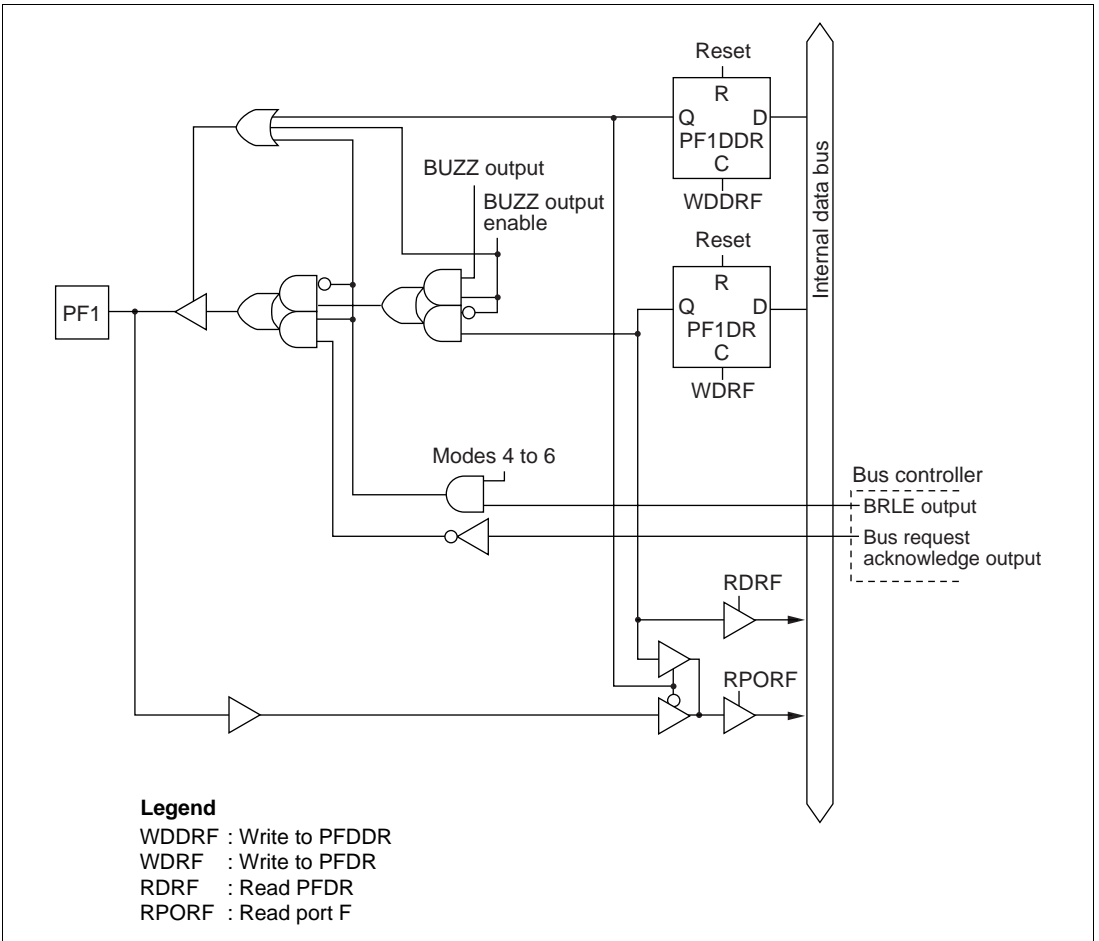 Reset
R
Q D
PF1DDR
C
WDDRF
Internal data bus
BUZZ output
BUZZ output
enable
Reset
R
Q D
PF1DR
C
WDRF
PF1
Modes 4 to 6
Bus controller
BRLE output
Bus request
acknowledge output
RDRF
RPORF
Legend
WDDRF : Write to PFDDR
WDRF : Write to PFDR
RDRF : Read PFDR
RPORF : Read port F